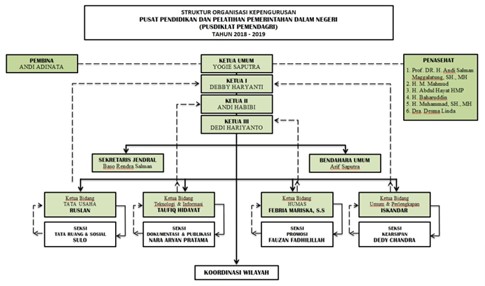 STRUKTUR ORGANISASI KEPENGURUSAN
PUSAT PENDIDIKAN DAN PELATIHAN PEMERINTAHAN DALAM NEGERI
(PUSDIKLAT PEMENDAGRI)
TAHUN 2018 - 2019
PEMBINA
ANDI ADINATA
KETUA UMUM
YOGIE SAPUTRA
KETUA I
DEBBY HARYANTI
KETUA II
ANDI HABIBI
KETUA III
DEDI HARIYANTO
PENASEHAT
1. Prof. DR. H. Andi Salman
Maggalatung, SH., MH
2. H. M. Mahmud
3. H. Abdul Hayat HMP
4. H. Baharuddin
5. H. Muhammad, SH., MH
6. Dra. Dyana Linda
SEKRETARIS JENDRAL
Baso Rendra Salman
BENDAHARA UMUM
Arif Saputra
Ketua Bidang
TATA USAHA
RUSLAN
Ketua Bidang
Teknologi & Informasi
TAUFIQ HIDAYAT
Ketua Bidang
HUMAS
FEBRIA MARISKA, S.S
Ketua Bidang
Umum & Perlengkapan
ISKANDAR
SEKSI
TATA RUANG & SOSIAL
SULO
SEKSI
DOKUMENTASI & PUBLIKASI
NARA ARYAN PRATAMA
SEKSI
PROMOSI
FAUZAN FADHLILLAH
SEKSI
KEARSIPAN
DEDY CHANDRA
KOORDINASI WILAYAH